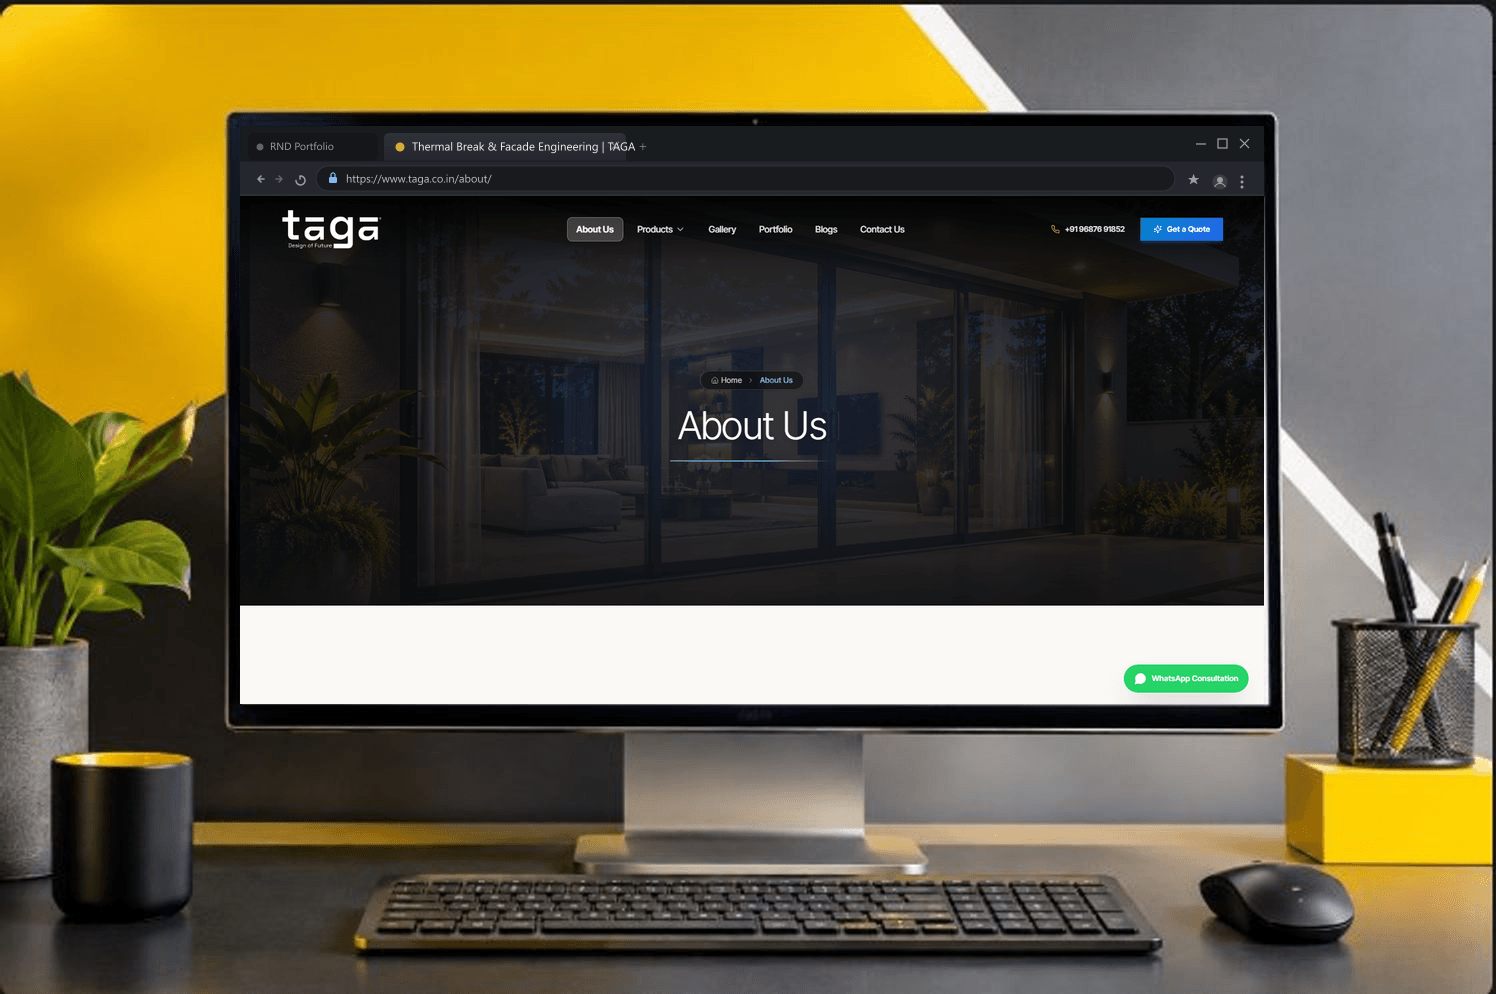 RND Portfolio
Thermal Break & Facade Engineering | TAGA
https://www.taga.co.in/about/
taga
Design of Future
About Us
Products
Gallery
Portfolio
Blogs
Contact Us
+91 96876 91852
Get a Quote
Home > About Us
About Us
WhatsApp Consultation